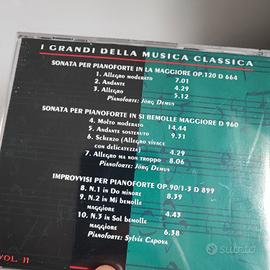 I GRANDI DELLA MUSICA CLASSICA
SONATA PER PIANOFORTE IN LA MAGGIORE OP.120 D 664
1. ALLEGRO MODERATO 7.01
2. ANDANTE 4.29
3. ALLEGRO 5.12
PIANOFORTE: JÖRG DEMUS
SONATA PER PIANOFORTE IN SI BEMOLLE MAGGIORE D 960
4. MOLTO MODERATO 14.44
5. ANDANTE SOSTENUTO 9.31
6. SCHERZO (ALLEGRO VIVACE
CON DELICATEZZA) 4.29
7. ALLEGRO MA NON TROPPO 8.06
PIANOFORTE: JÖRG DEMUS
IMPROVVISI PER PIANOFORTE OP.90/1-3 D 899
8. N.1 IN DO MINORE 8.39
9. N.2 IN MI BEMOLLE
MAGGIORE 4.43
10. N.3 IN SOL BEMOLLE
MAGGIORE 6.38
PIANOFORTE: SYLVIA CAPOVA
VOL. 11
subito